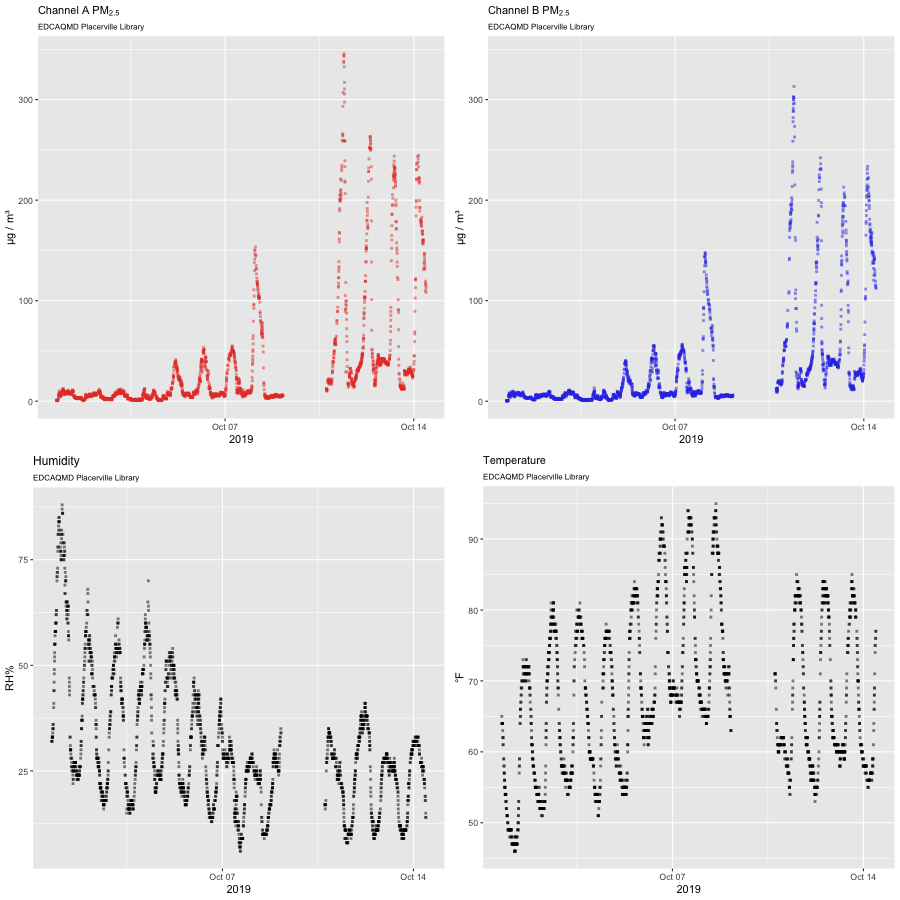 Channel A PM2.5
EDCAQMD Placerville Library
300
200
100
0
µg / m³
Oct 07
Oct 14
2019
Channel B PM2.5
EDCAQMD Placerville Library
300
200
100
0
µg / m³
Oct 07
Oct 14
2019
Humidity
EDCAQMD Placerville Library
75
50
25
RH%
Oct 07
Oct 14
2019
Temperature
EDCAQMD Placerville Library
90
80
70
60
50
°F
Oct 07
Oct 14
2019